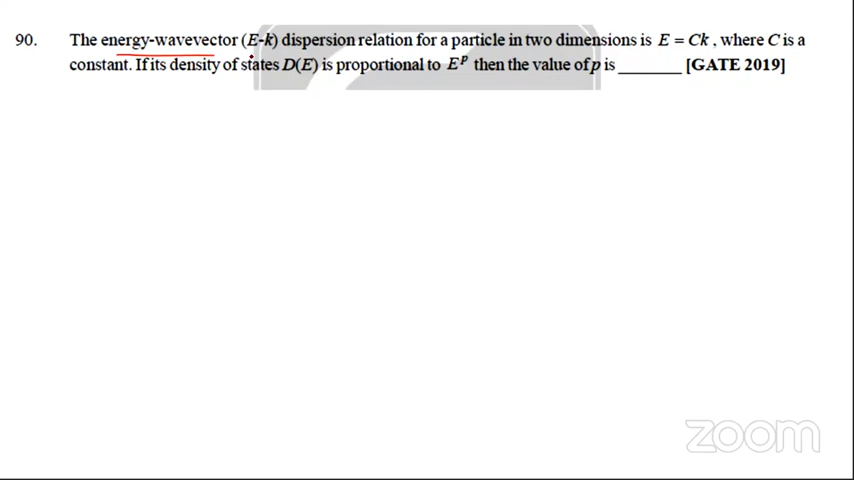 90. The energy-wavevector (E-k) dispersion relation for a particle in two dimensions is E = Ck, where C is a
constant. If its density of states D(E) is proportional to E^p then the value of p is _______ [GATE 2019]
zoom